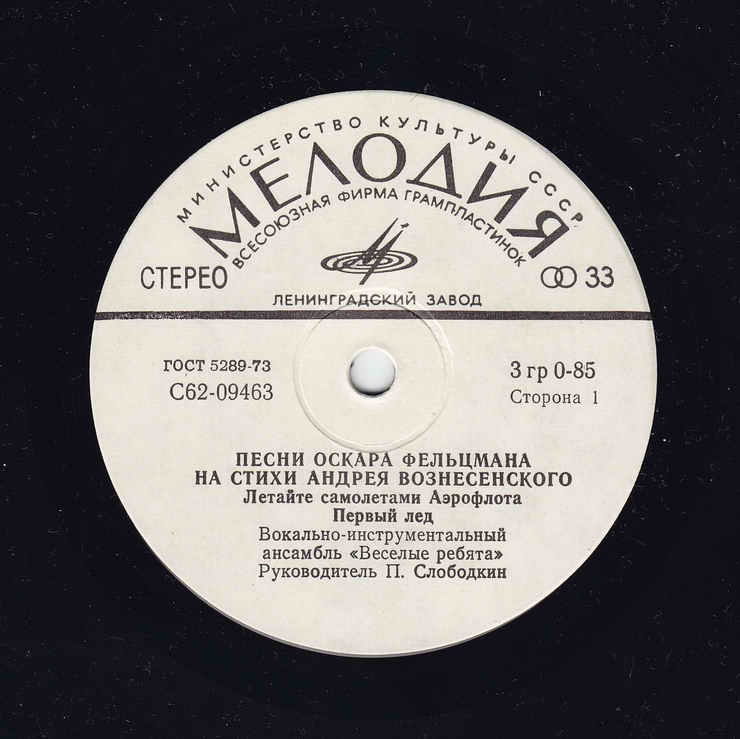 МИНИСТЕРСТВО КУЛЬТУРЫ СССР
МЕЛОДИЯ
ВСЕСОЮЗНАЯ ФИРМА ГРАМПЛАСТИНОК
СТЕРЕО
33
ЛЕНИНГРАДСКИЙ ЗАВОД
ГОСТ 5289-73
3 гр 0-85
С62-09463
Сторона 1
ПЕСНИ ОСКАРА ФЕЛЬЦМАНА
НА СТИХИ АНДРЕЯ ВОЗНЕСЕНСКОГО
Летайте самолетами Аэрофлота
Первый лед
Вокально-инструментальный
ансамбль «Веселые ребята»
Руководитель П. Слободкин